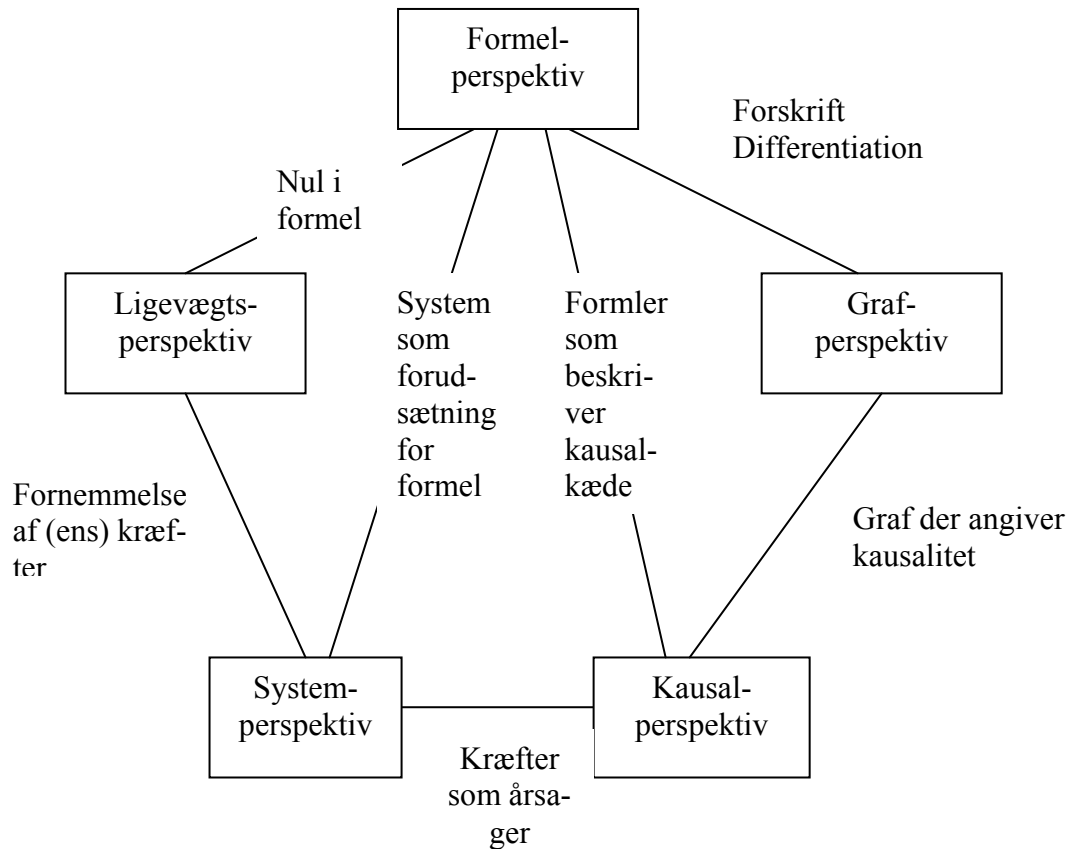 Formel-
perspektiv
Forskrift
Differentiation
Nul i
formel
Ligevægts-
perspektiv
System
som
forud-
sætning
for
formel
Formler
som
beskri-
ver
kausal-
kæde
Graf-
perspektiv
Fornemmelse
af (ens) kræf-
ter
Graf der angiver
kausalitet
System-
perspektiv
Kausal-
perspektiv
Kræfter
som årsa-
ger